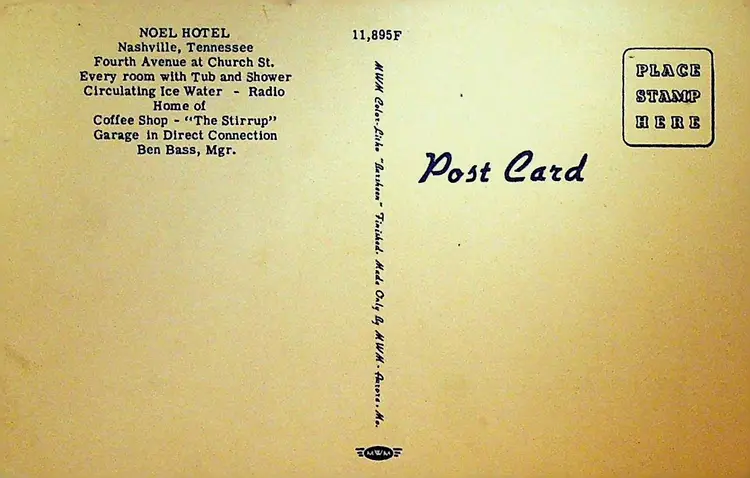 NOEL HOTEL
Nashville, Tennessee
Fourth Avenue at Church St.
Every room with Tub and Shower
Circulating Ice Water - Radio
Home of
Coffee Shop - "The Stirrup"
Garage in Direct Connection
Ben Bass, Mgr.
11,895F
MWM Color-Litho "Dersheen" Finished. Made Only By MWM - Aurora, Mo.
MWM
Post Card
PLACE
STAMP
HERE